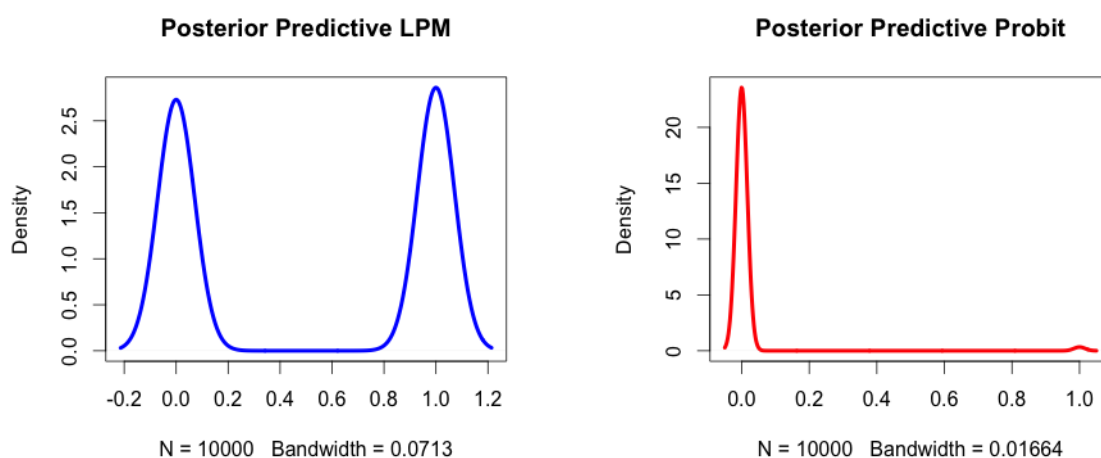 Posterior Predictive LPM
Density
0.0 0.5 1.0 1.5 2.0 2.5
-0.2 0.0 0.2 0.4 0.6 0.8 1.0 1.2
N = 10000 Bandwidth = 0.0713
Posterior Predictive Probit
Density
0 5 10 15 20
0.0 0.2 0.4 0.6 0.8 1.0
N = 10000 Bandwidth = 0.01664